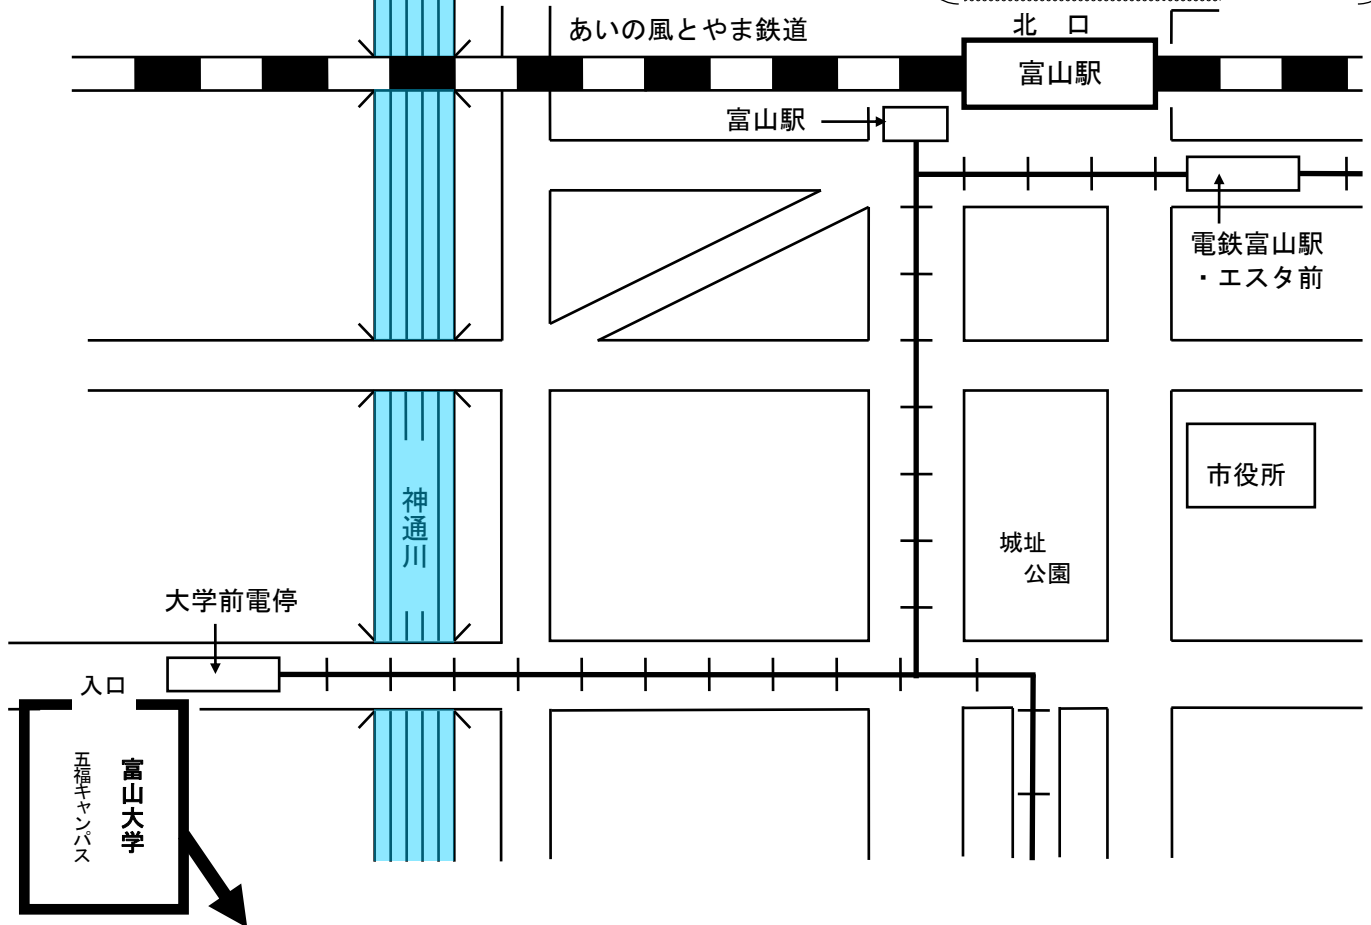 あいの風とやま鉄道
北 口
富山駅
富山駅
電鉄富山駅
・エスタ前
市役所
神通川
城址
公園
大学前電停
入口
富山大学
五福キャンパス